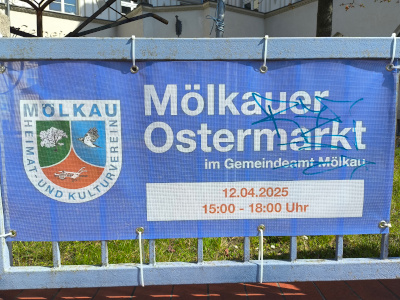 MÖLKAU
HEIMAT- UND KULTURVEREIN
Mölkauer
Ostermarkt
im Gemeindeamt Mölkau
12.04.2025
15:00 - 18:00 Uhr